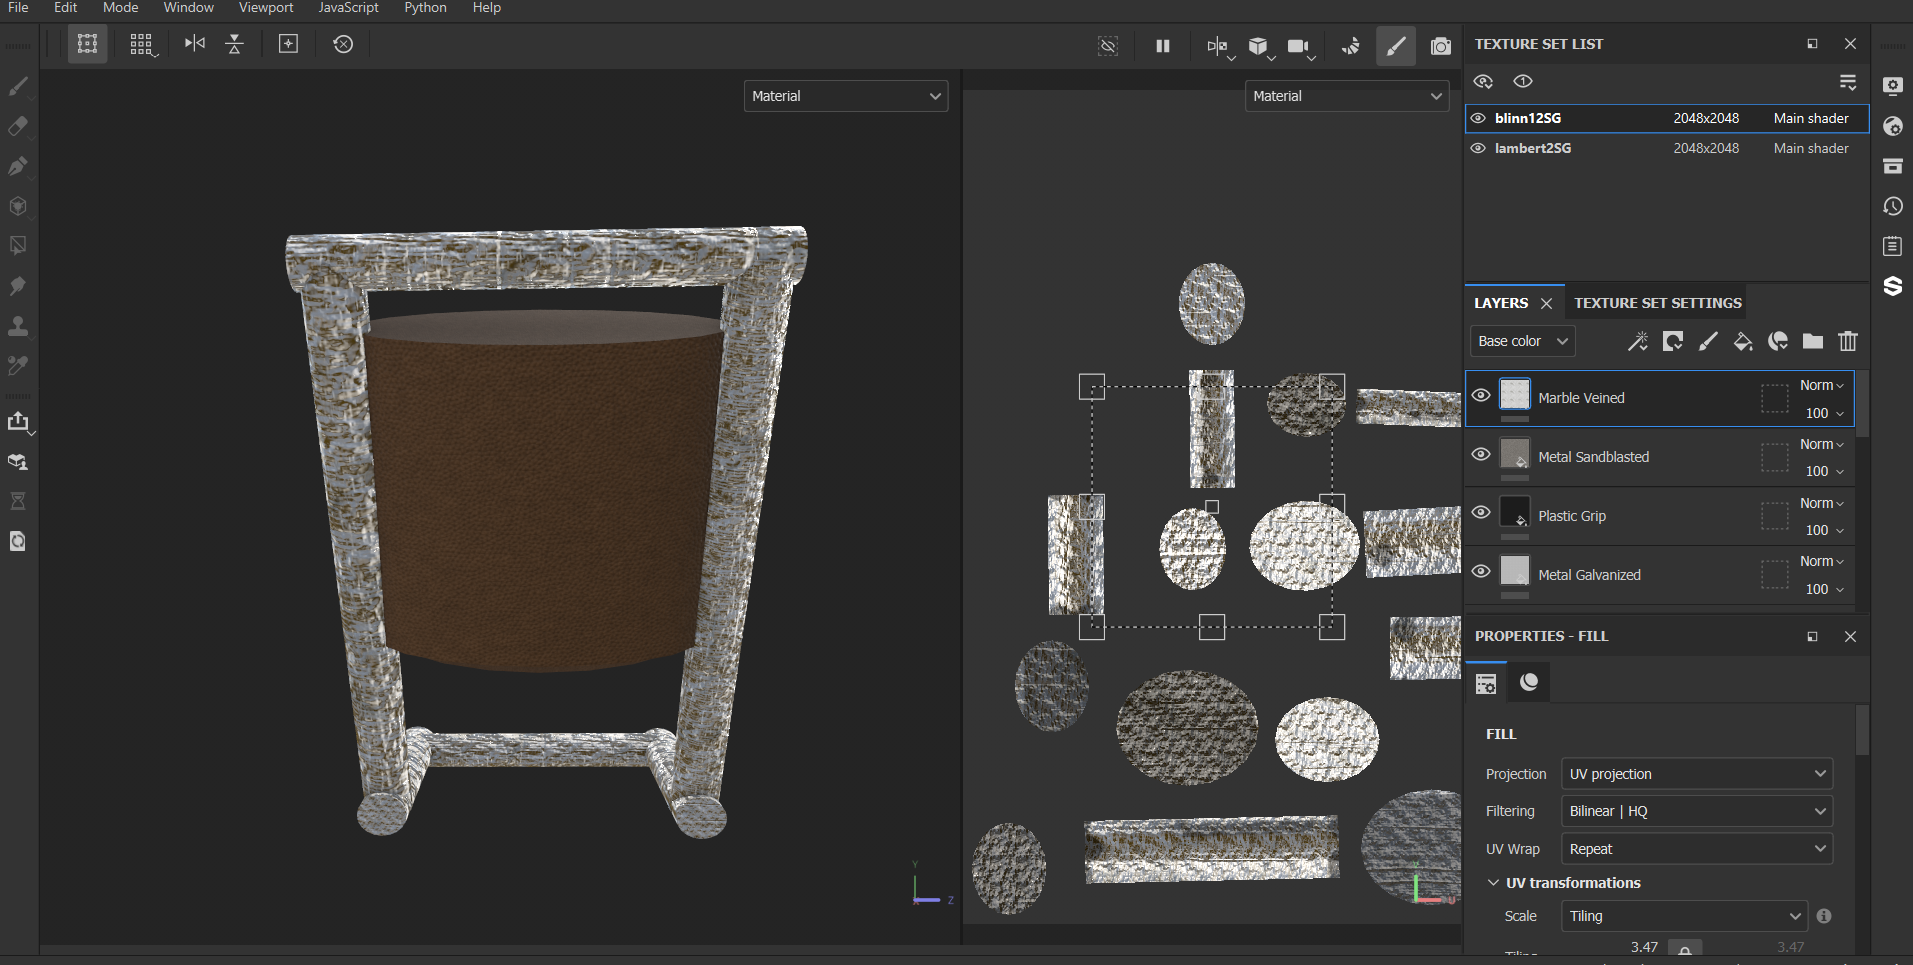 File Edit Mode Window Viewport JavaScript Python Help
Material
Material
Y
Z
TEXTURE SET LIST
blinn12SG 2048x2048 Main shader
lambert2SG 2048x2048 Main shader
LAYERS TEXTURE SET SETTINGS
Base color
Marble Veined Norm 100
Metal Sandblasted Norm 100
Plastic Grip Norm 100
Metal Galvanized Norm 100
PROPERTIES - FILL
FILL
Projection UV projection
Filtering Bilinear | HQ
UV Wrap Repeat
UV transformations
Scale Tiling
Tiling 3.47 3.47